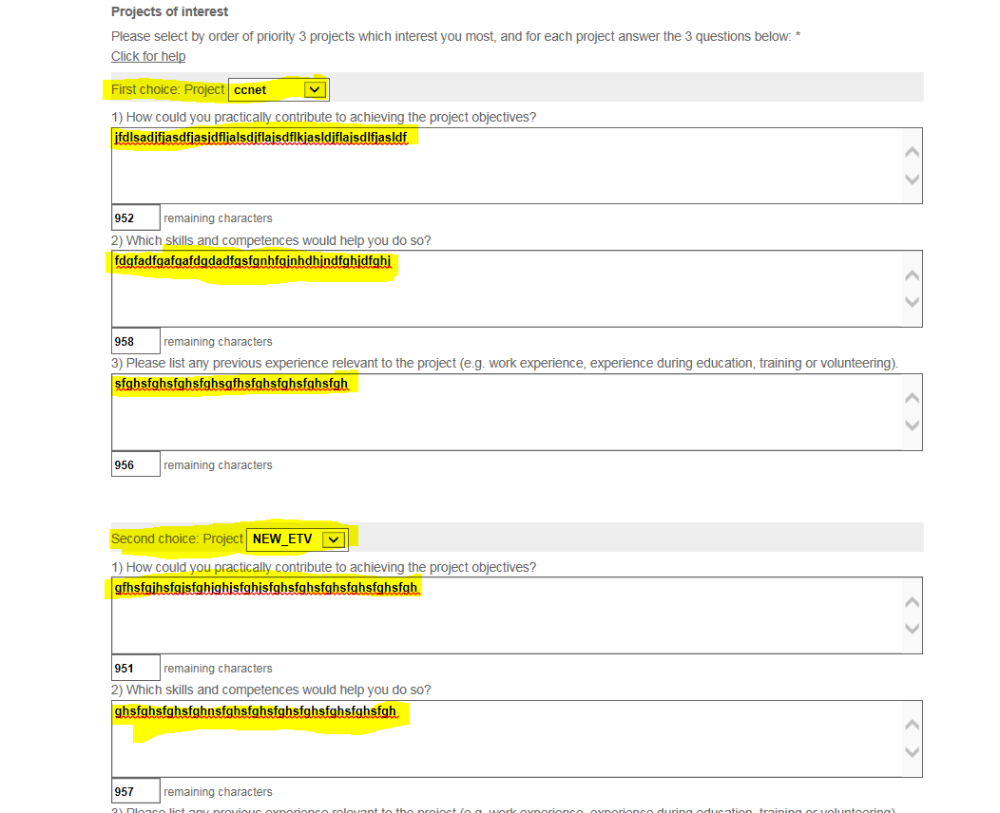 Projects of interest
Please select by order of priority 3 projects which interest you most, and for each project answer the 3 questions below: *
Click for help
First choice: Project ccnet
1) How could you practically contribute to achieving the project objectives?
jfdlsadjfjasdfjasjdfljalsdjflajsdflkjasldjflajsdlfjasldf
952 remaining characters
2) Which skills and competences would help you do so?
fdgfadfgafgafdgdadfgsfgnhfgjnhdhjndfghjdfghj
958 remaining characters
3) Please list any previous experience relevant to the project (e.g. work experience, experience during education, training or volunteering).
sfghsfghsfghsfghsgfhsfghsfghsfghsfgh
956 remaining characters
Second choice: Project NEW_ETV
1) How could you practically contribute to achieving the project objectives?
gfhsfgjhsfgjsfghjghjsfghjsfghsfghsfghsfghsfghsfgh
951 remaining characters
2) Which skills and competences would help you do so?
ghsfghsfghsfghnsfghsfghsfghsfghsfghsfghsfgh
957 remaining characters
3) Please list any previous experience relevant to the project (e.g. work experience, experience during education, training or volunteering).